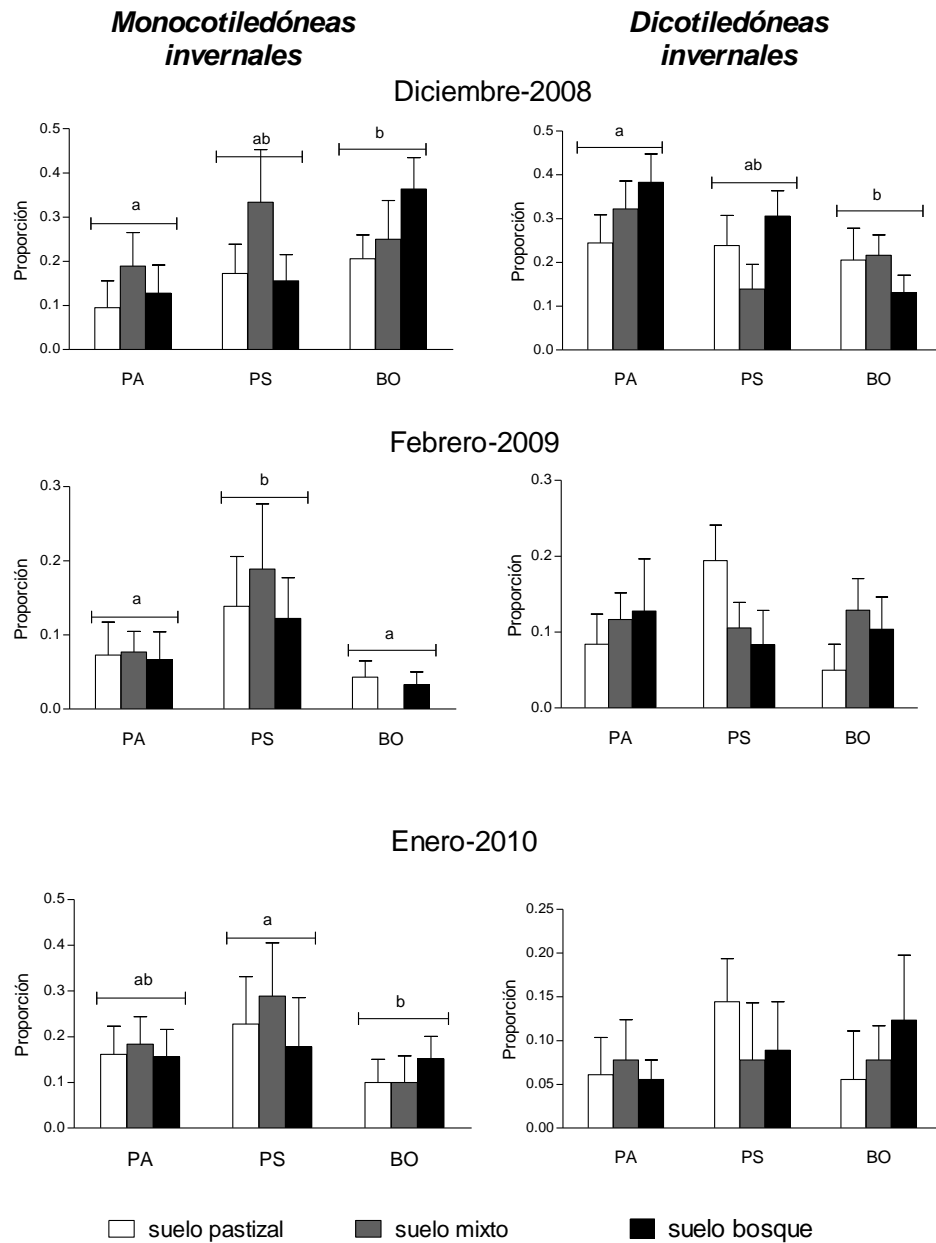 Monocotiledóneas
invernales
Dicotiledóneas
invernales
Diciembre-2008
Proporción
0.5
0.4
0.3
0.2
0.1
0.0
a
ab
b
PA
PS
BO
Proporción
0.5
0.4
0.3
0.2
0.1
0.0
a
ab
b
PA
PS
BO
Febrero-2009
Proporción
0.3
0.2
0.1
0.0
a
b
a
PA
PS
BO
Proporción
0.3
0.2
0.1
0.0
PA
PS
BO
Enero-2010
Proporción
0.5
0.4
0.3
0.2
0.1
0.0
ab
a
b
PA
PS
BO
Proporción
0.25
0.20
0.15
0.10
0.05
0.00
PA
PS
BO
suelo pastizal
suelo mixto
suelo bosque